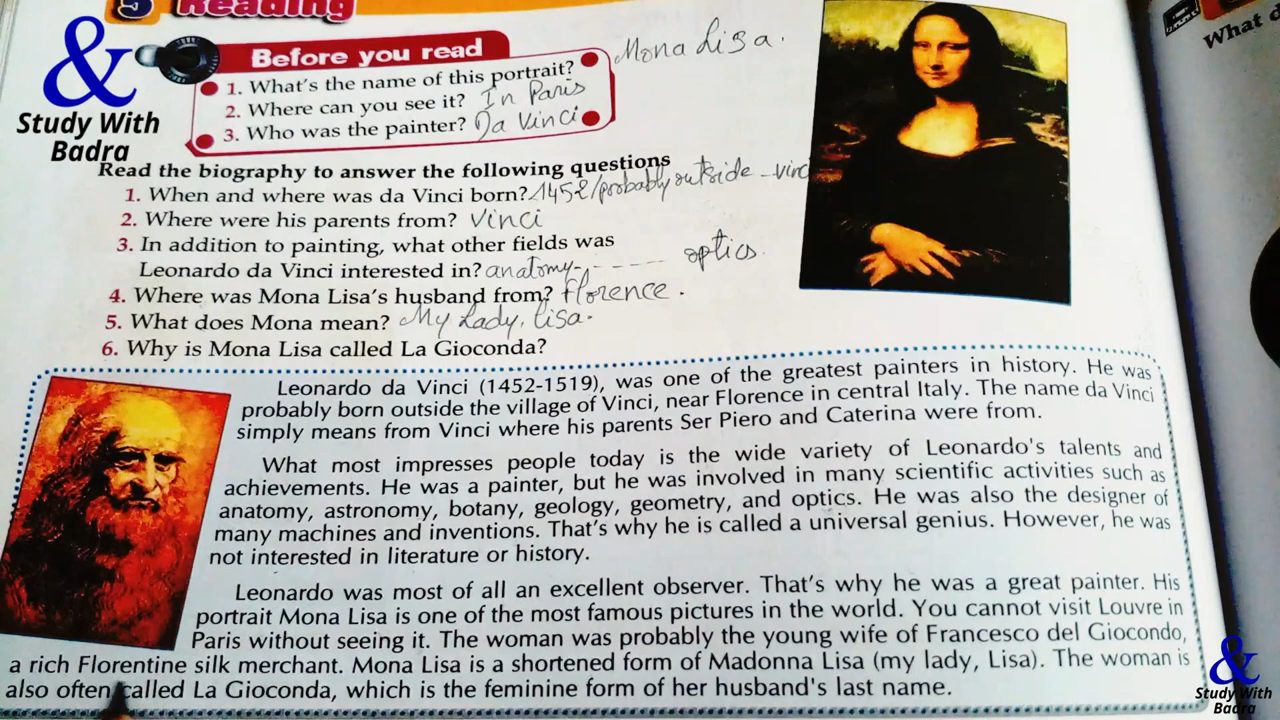 5 Reading
&
Study With
Badra
What d
Before you read
1. What's the name of this portrait? Mona Lisa.
2. Where can you see it? In Paris
3. Who was the painter? Da Vinci
Read the biography to answer the following questions
1. When and where was da Vinci born? 1452/probably outside vinci
2. Where were his parents from? Vinci
3. In addition to painting, what other fields was
Leonardo da Vinci interested in? anatomy - - - - - - optics.
4. Where was Mona Lisa's husband from? Florence.
5. What does Mona mean? My Lady, lisa.
6. Why is Mona Lisa called La Gioconda?
Leonardo da Vinci (1452-1519), was one of the greatest painters in history. He was
probably born outside the village of Vinci, near Florence in central Italy. The name da Vinci
simply means from Vinci where his parents Ser Piero and Caterina were from.
What most impresses people today is the wide variety of Leonardo's talents and
achievements. He was a painter, but he was involved in many scientific activities such as
anatomy, astronomy, botany, geology, geometry, and optics. He was also the designer of
many machines and inventions. That's why he is called a universal genius. However, he was
not interested in literature or history.
Leonardo was most of all an excellent observer. That's why he was a great painter. His
portrait Mona Lisa is one of the most famous pictures in the world. You cannot visit Louvre in
Paris without seeing it. The woman was probably the young wife of Francesco del Giocondo,
a rich Florentine silk merchant. Mona Lisa is a shortened form of Madonna Lisa (my lady, Lisa). The woman is
also often called La Gioconda, which is the feminine form of her husband's last name.
&
Study With
Badra